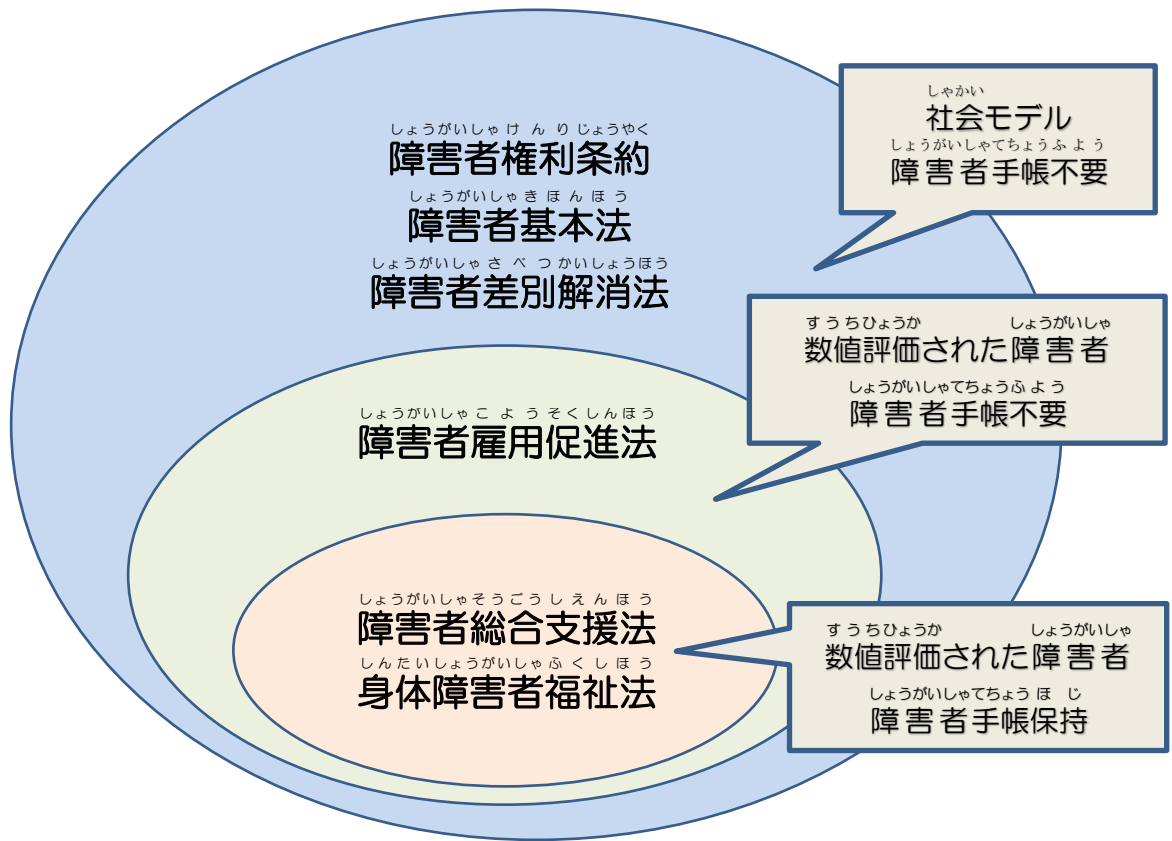 しょうがいしゃけんりじょうやく
障害者権利条約
しょうがいしゃきほんほう
障害者基本法
しょうがいしゃさべつかいしょうほう
障害者差別解消法
しゃかい
社会モデル
しょうがいしゃてちょうふよう
障害者手帳不要
しょうがいしゃこようそくしんほう
障害者雇用促進法
すうちひょうか しょうがいしゃ
数値評価された障害者
しょうがいしゃてちょうふよう
障害者手帳不要
しょうがいしゃそうごうしえんほう
障害者総合支援法
しんたいしょうがいしゃふくしほう
身体障害者福祉法
すうちひょうか しょうがいしゃ
数値評価された障害者
しょうがいしゃてちょうほじ
障害者手帳保持